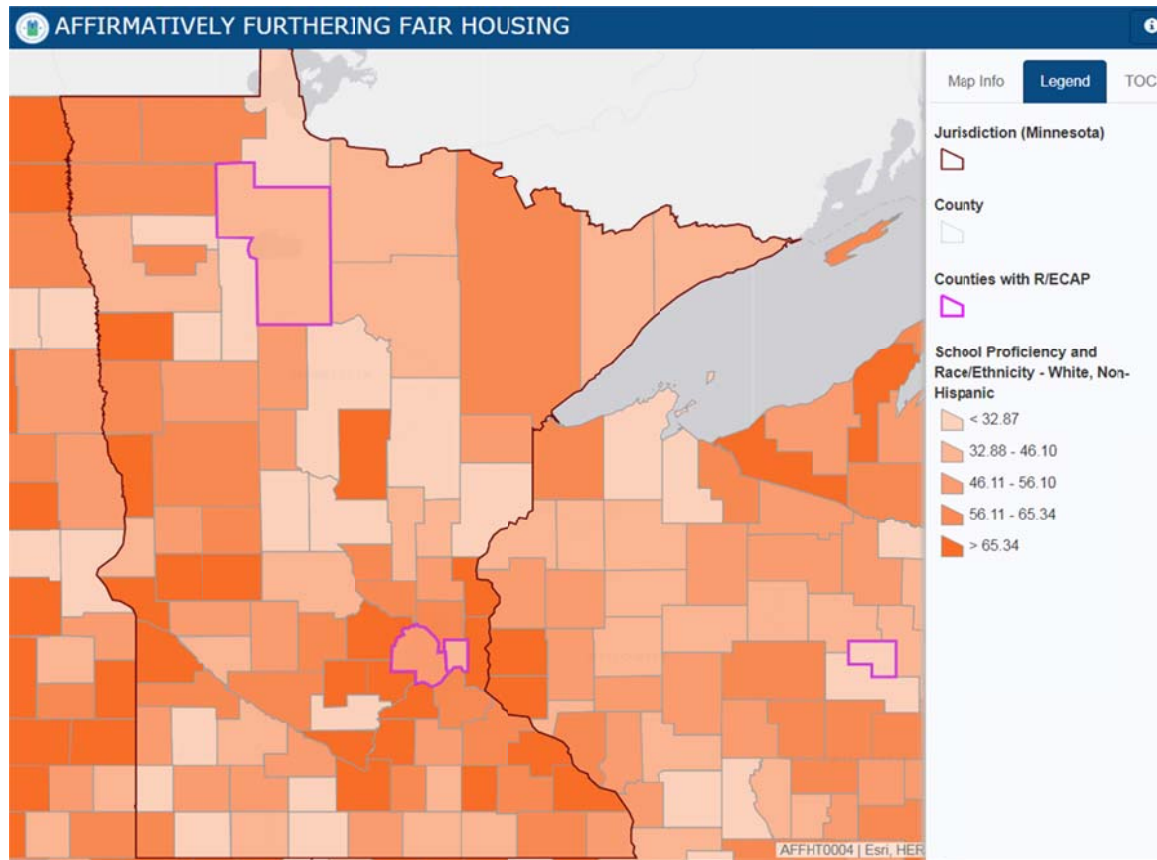 AFFIRMATIVELY FURTHERING FAIR HOUSING
Map Info Legend TOC
Jurisdiction (Minnesota)
County
Counties with R/ECAP
School Proficiency and
Race/Ethnicity - White, Non-
Hispanic
< 32.87
32.88 - 46.10
46.11 - 56.10
56.11 - 65.34
> 65.34
AFFHT0004 | Esri, HER